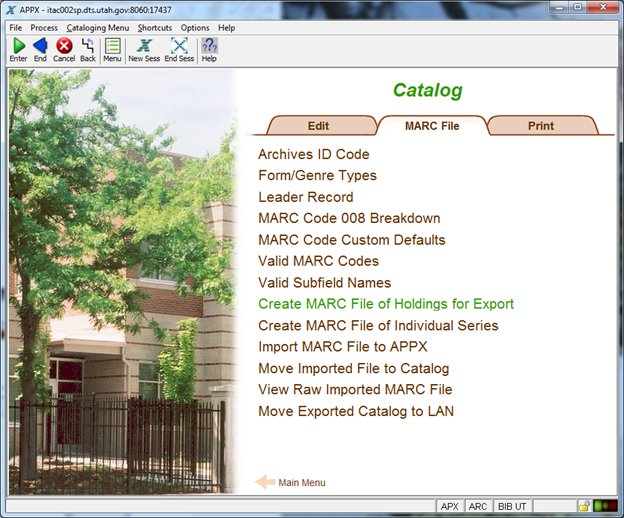 APPX - itac002sp.dts.utah.gov:8060:17437
File Process Cataloging Menu Shortcuts Options Help
Enter End Cancel Back Menu New Sess End Sess Help
Catalog
Edit MARC File Print
Archives ID Code
Form/Genre Types
Leader Record
MARC Code 008 Breakdown
MARC Code Custom Defaults
Valid MARC Codes
Valid Subfield Names
Create MARC File of Holdings for Export
Create MARC File of Individual Series
Import MARC File to APPX
Move Imported File to Catalog
View Raw Imported MARC File
Move Exported Catalog to LAN
Main Menu
APX ARC BIB UT